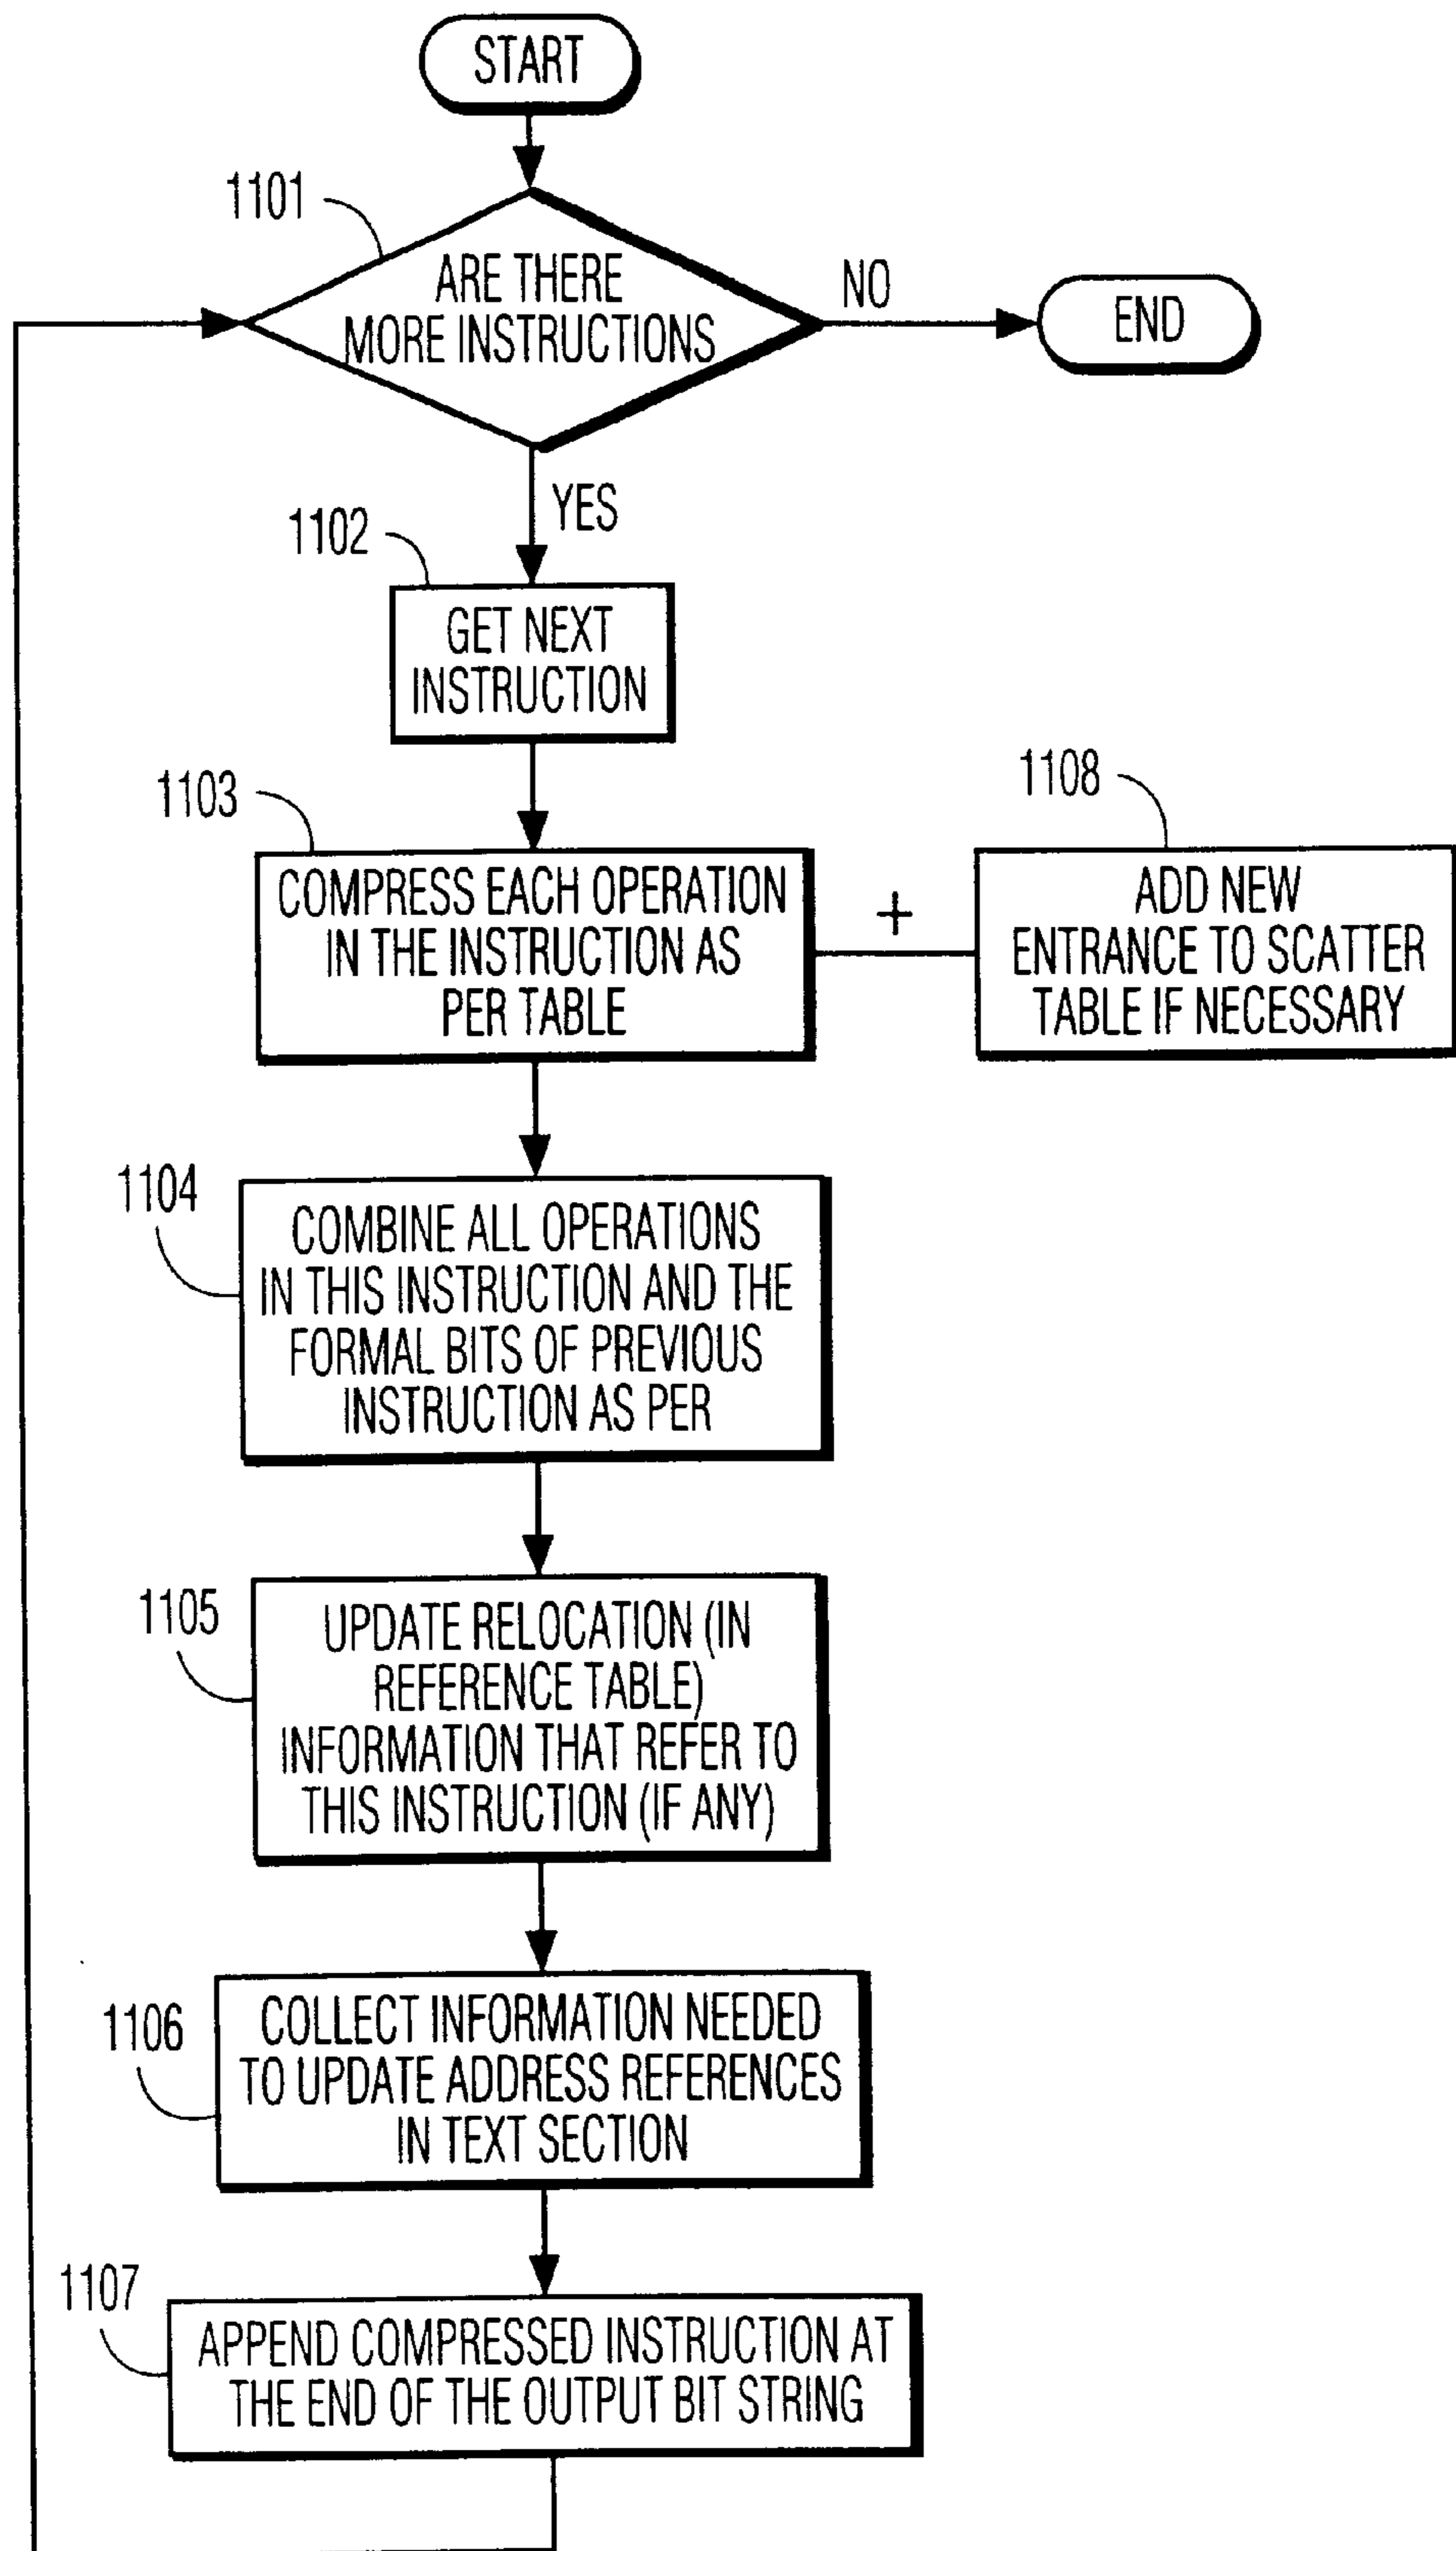 START
1101
ARE THERE
MORE INSTRUCTIONS
NO
END
YES
1102
GET NEXT
INSTRUCTION
1103
COMPRESS EACH OPERATION
IN THE INSTRUCTION AS
PER TABLE
+
1108
ADD NEW
ENTRANCE TO SCATTER
TABLE IF NECESSARY
1104
COMBINE ALL OPERATIONS
IN THIS INSTRUCTION AND THE
FORMAL BITS OF PREVIOUS
INSTRUCTION AS PER
1105
UPDATE RELOCATION (IN
REFERENCE TABLE)
INFORMATION THAT REFER TO
THIS INSTRUCTION (IF ANY)
1106
COLLECT INFORMATION NEEDED
TO UPDATE ADDRESS REFERENCES
IN TEXT SECTION
1107
APPEND COMPRESSED INSTRUCTION AT
THE END OF THE OUTPUT BIT STRING